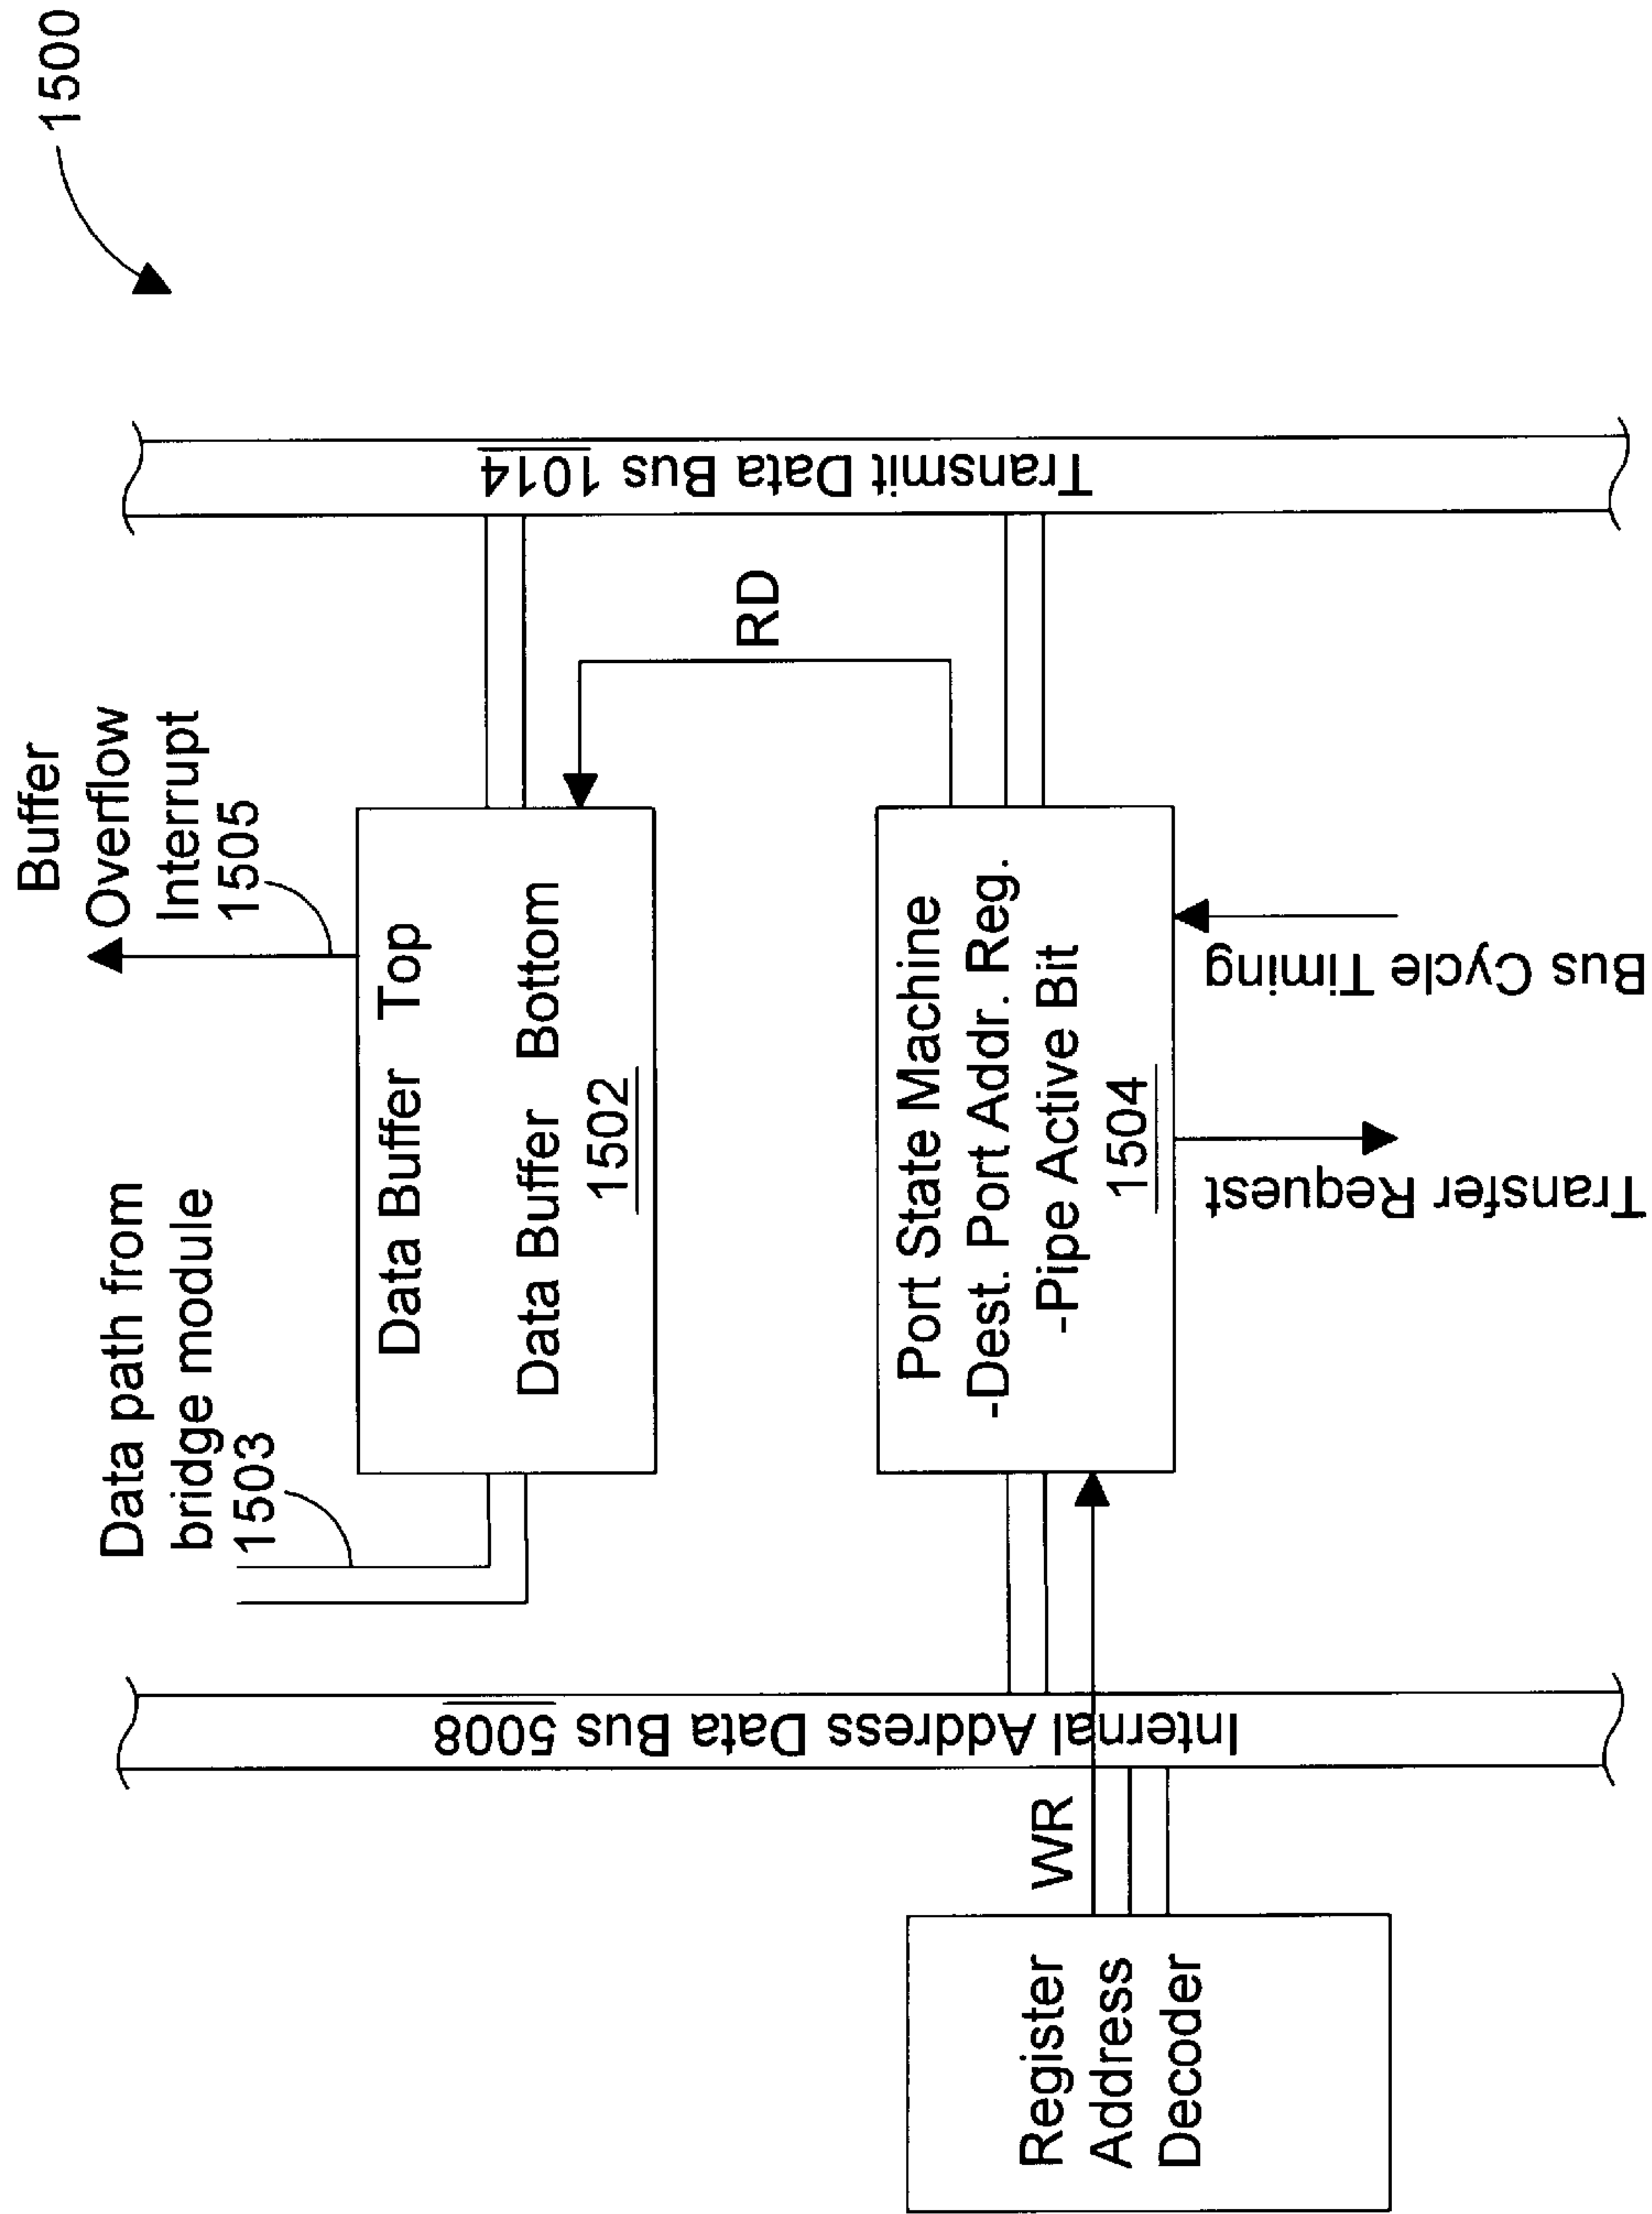 1500
Buffer
Overflow
Interrupt
1505
Data path from
bridge module
1503
Data Buffer Top
Data Buffer Bottom
1502
RD
Transmit Data Bus 1014
Internal Address Data Bus 5008
Port State Machine
-Dest. Port Addr. Reg.
-Pipe Active Bit
1504
WR
Register
Address
Decoder
Transfer Request
Bus Cycle Timing